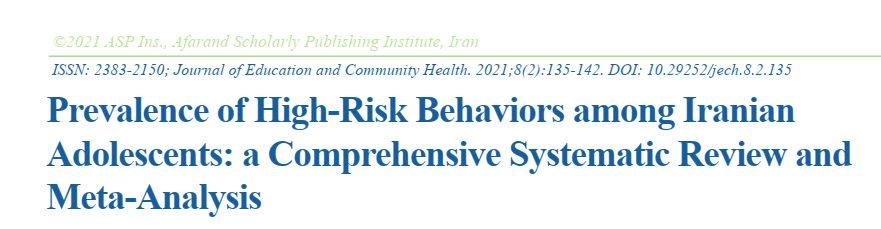 ©2021 ASP Ins., Afarand Scholarly Publishing Institute, Iran
ISSN: 2383-2150; Journal of Education and Community Health. 2021;8(2):135-142. DOI: 10.29252/jech.8.2.135
Prevalence of High-Risk Behaviors among Iranian
Adolescents: a Comprehensive Systematic Review and
Meta-Analysis